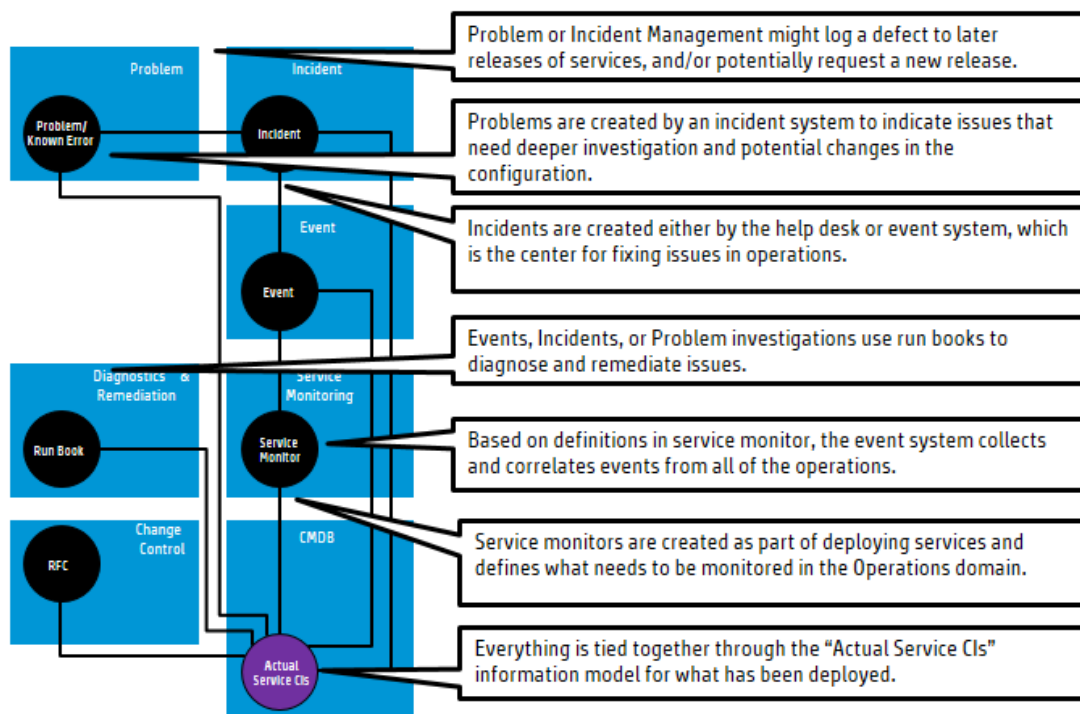 Problem
Problem/
Known Error
Incident
Incident
Event
Event
Diagnostics &
Remediation
Run Book
Service
Monitoring
Service
Monitor
Change
Control
RFC
CMDB
Actual
Service CIs
Problem or Incident Management might log a defect to later
releases of services, and/or potentially request a new release.
Problems are created by an incident system to indicate issues that
need deeper investigation and potential changes in the
configuration.
Incidents are created either by the help desk or event system, which
is the center for fixing issues in operations.
Events, Incidents, or Problem investigations use run books to
diagnose and remediate issues.
Based on definitions in service monitor, the event system collects
and correlates events from all of the operations.
Service monitors are created as part of deploying services and
defines what needs to be monitored in the Operations domain.
Everything is tied together through the “Actual Service CIs”
information model for what has been deployed.